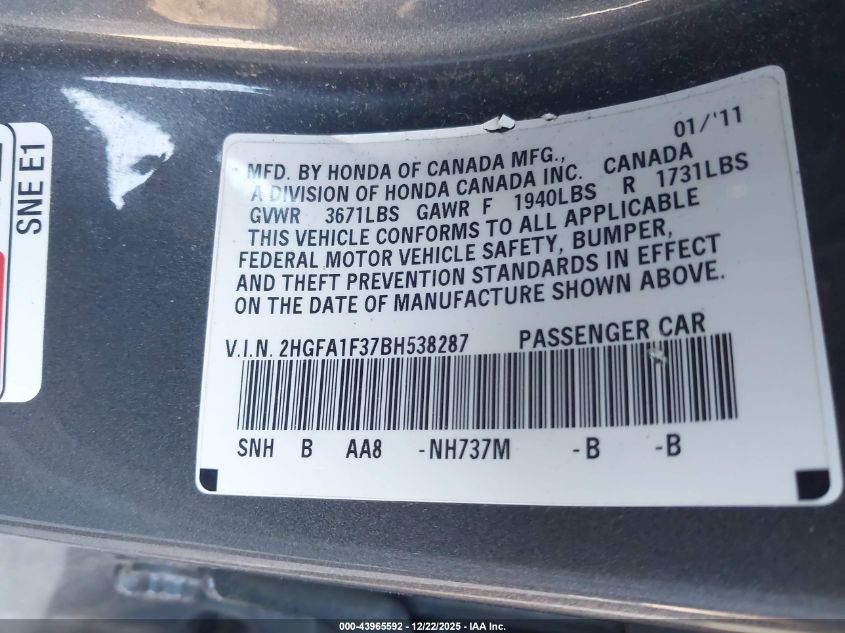 SNE E1
01/'11
MFD. BY HONDA OF CANADA MFG.,
A DIVISION OF HONDA CANADA INC. CANADA
GVWR 3671LBS GAWR F 1940LBS R 1731LBS
THIS VEHICLE CONFORMS TO ALL APPLICABLE
FEDERAL MOTOR VEHICLE SAFETY, BUMPER,
AND THEFT PREVENTION STANDARDS IN EFFECT
ON THE DATE OF MANUFACTURE SHOWN ABOVE.
V.I.N. 2HGFA1F37BH538287 PASSENGER CAR
SNH B AA8 -NH737M -B -B
000-43965592 - 12/22/2025 - IAA Inc.